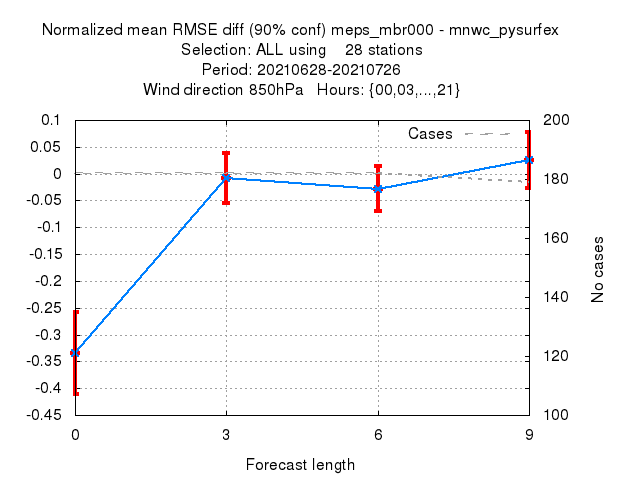 Normalized mean RMSE diff (90% conf) meps_mbr000 - mnwc_pysurfex
Selection: ALL using 28 stations
Period: 20210628-20210726
Wind direction 850hPa Hours: {00,03,...,21}
0.1
0.05
0
-0.05
-0.1
-0.15
-0.2
-0.25
-0.3
-0.35
-0.4
-0.45
Cases
200
180
160
140
120
100
No cases
0 3 6 9
Forecast length